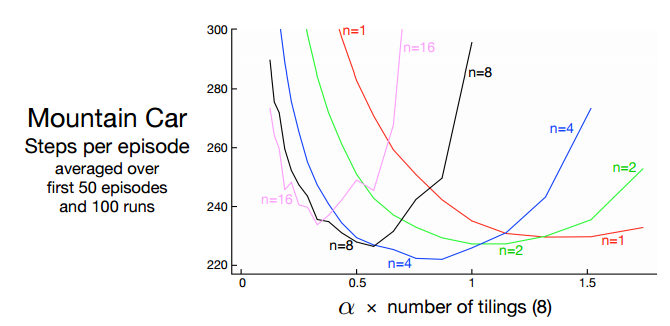 Mountain Car
Steps per episode
averaged over
first 50 episodes
and 100 runs
300
280
260
240
220
n=1
n=16
n=8
n=4
n=2
n=16
n=8
n=4
n=2
n=1
0
0.5
1
1.5
α × number of tilings (8)